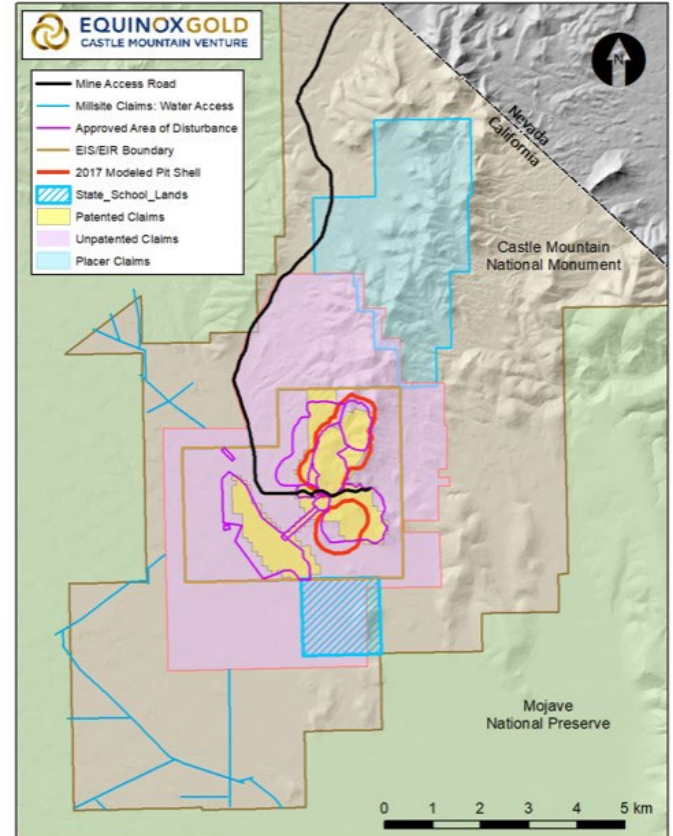 EQUINOXGOLD
CASTLE MOUNTAIN VENTURE
Mine Access Road
Millsite Claims: Water Access
Approved Area of Disturbance
EIS/EIR Boundary
2017 Modeled Pit Shell
State_School_Lands
Patented Claims
Unpatented Claims
Placer Claims
N
Nevada
California
Castle Mountain
National Monument
Mojave
National Preserve
0 1 2 3 4 5 km